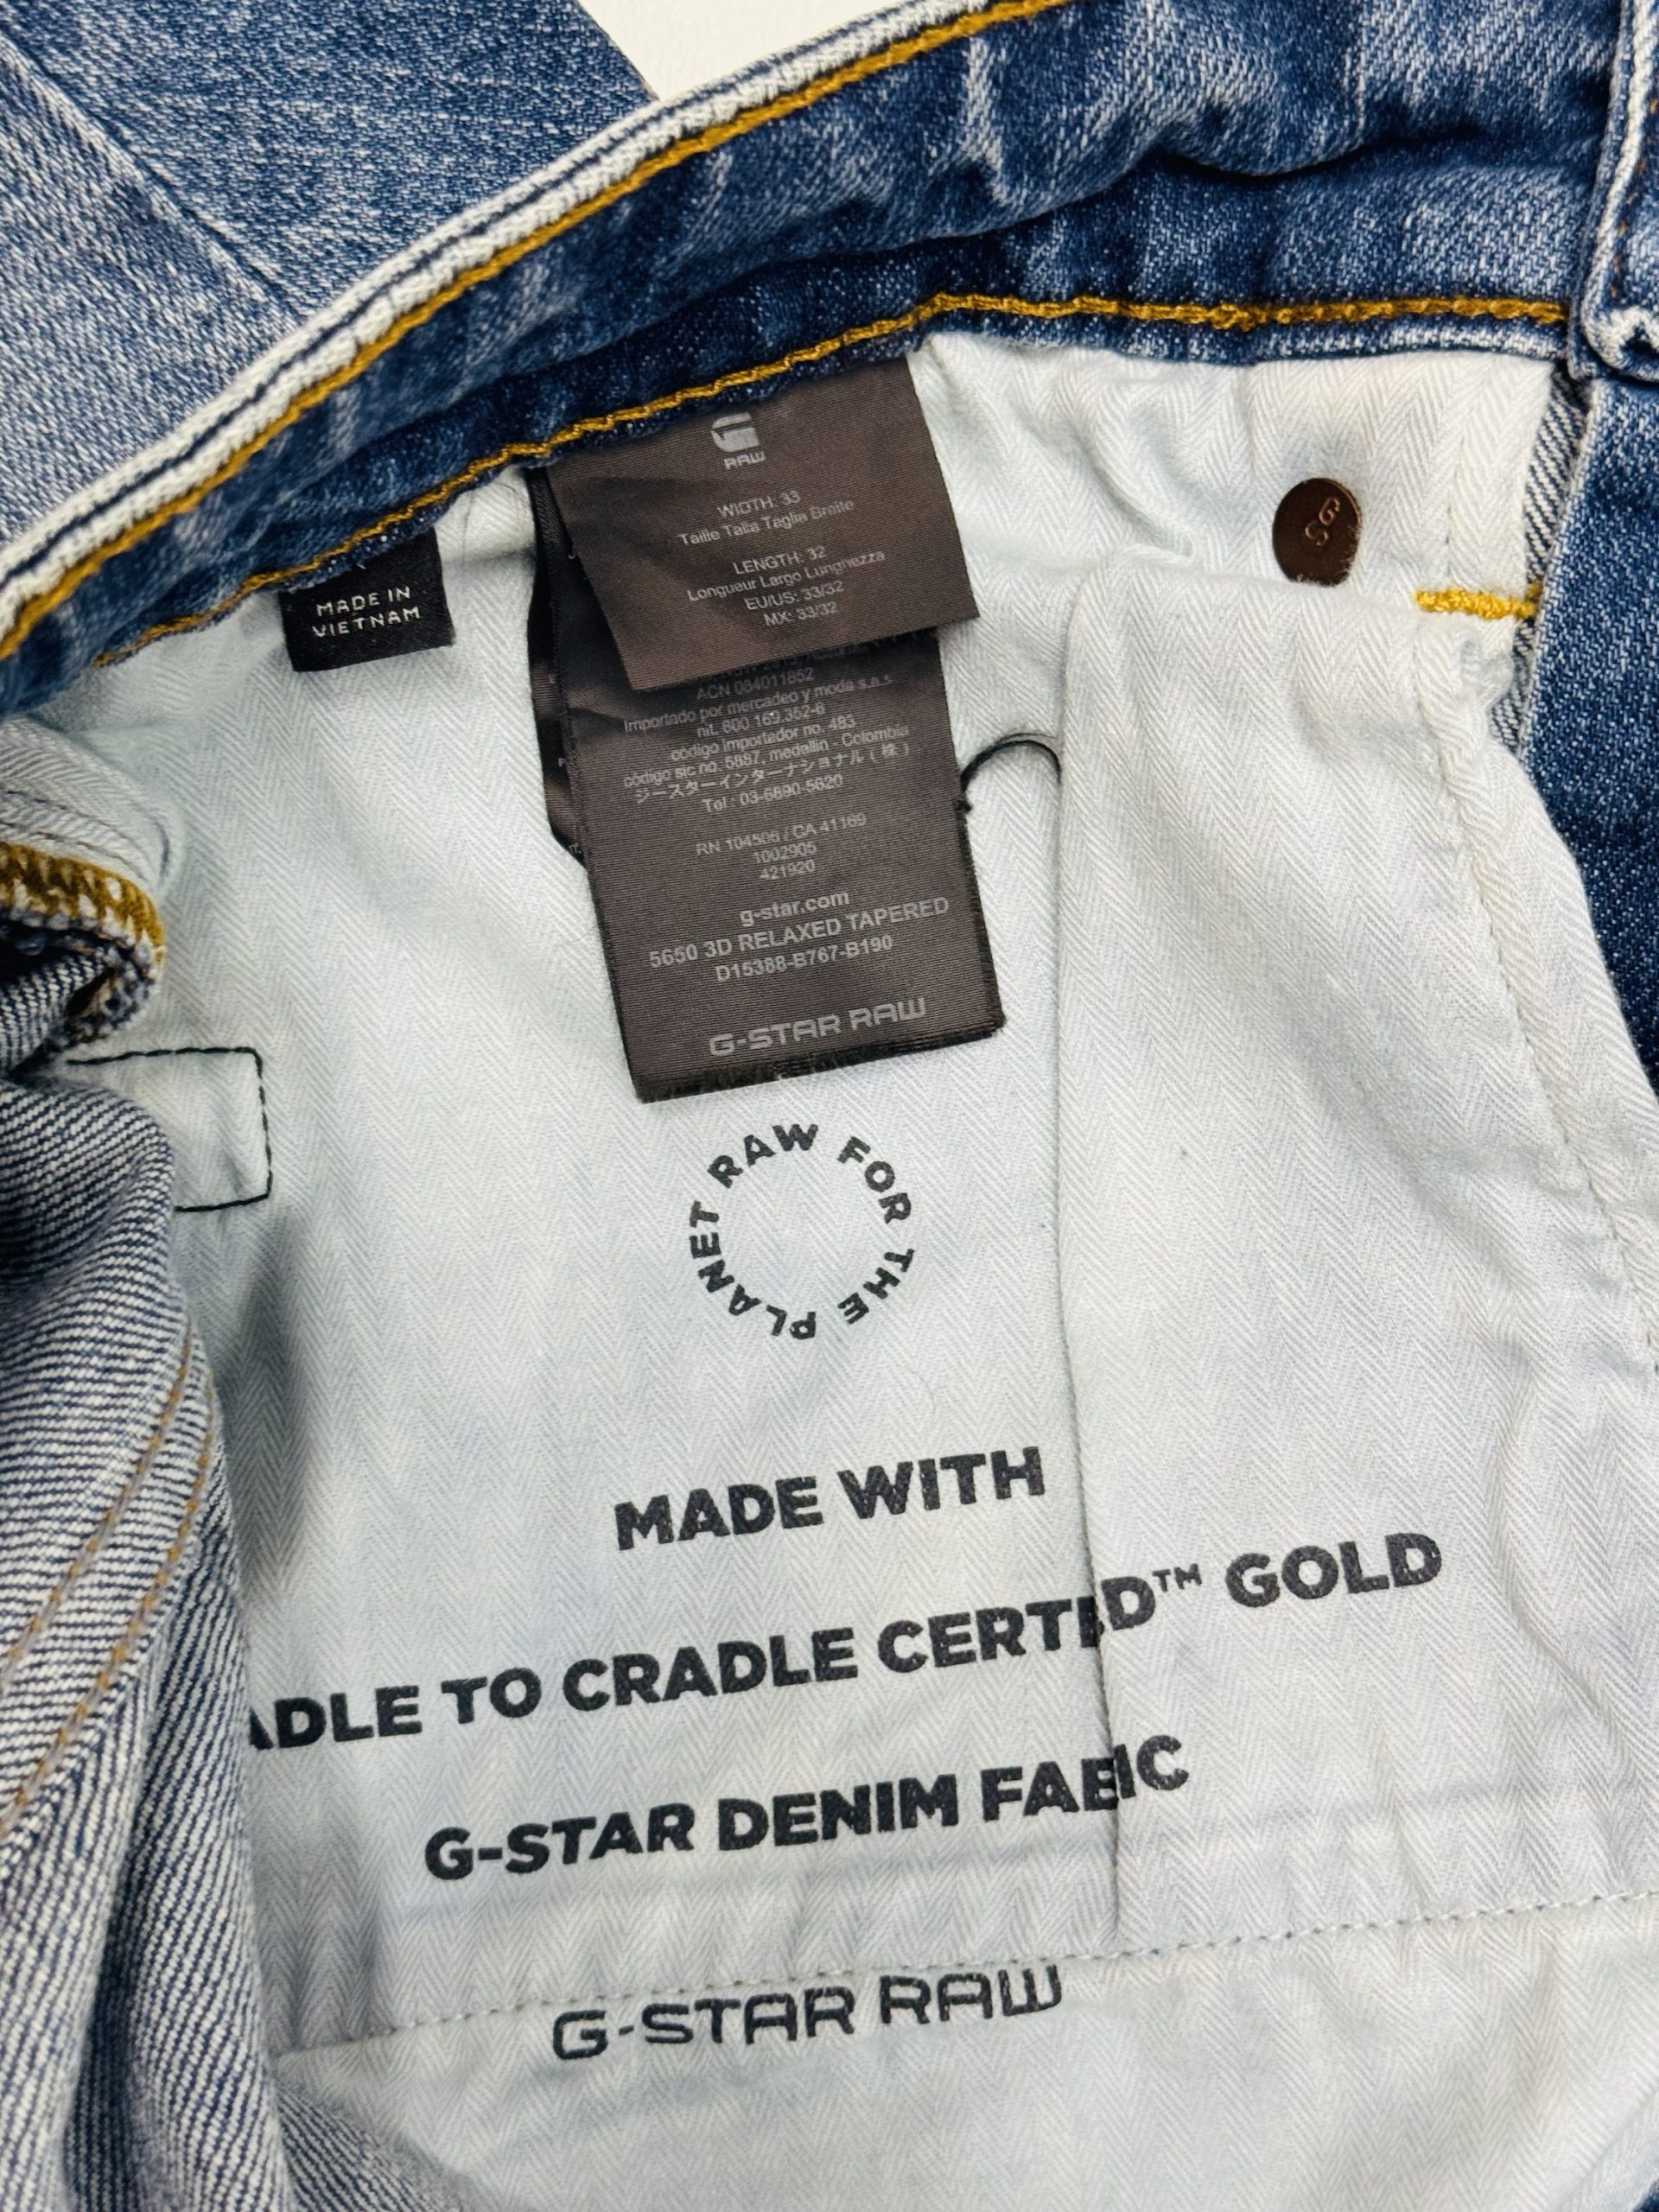 RAW
WIDTH: 33
Taille Talla Taglia Breite
LENGTH: 32
Longueur Largo Lunghezza
EU/US: 33/32
MX: 33/32
MADE IN
VIETNAM
ACN 084011852
Importado por mercadeo y moda s.a.s
nit. 800 169.352-6
código importador no. 483
código sic no. 5887, medellin - Colombia
ジースターインターナショナル(株)
Tel : 03-6890-5620
RN 104506 / CA 41169
1002905
421920
g-star.com
5650 3D RELAXED TAPERED
D15388-B767-B190
G-STAR RAW
RAW FOR THE PLANET
MADE WITH
ADLE TO CRADLE CERTID™ GOLD
G-STAR DENIM FABIC
G-STAR RAW